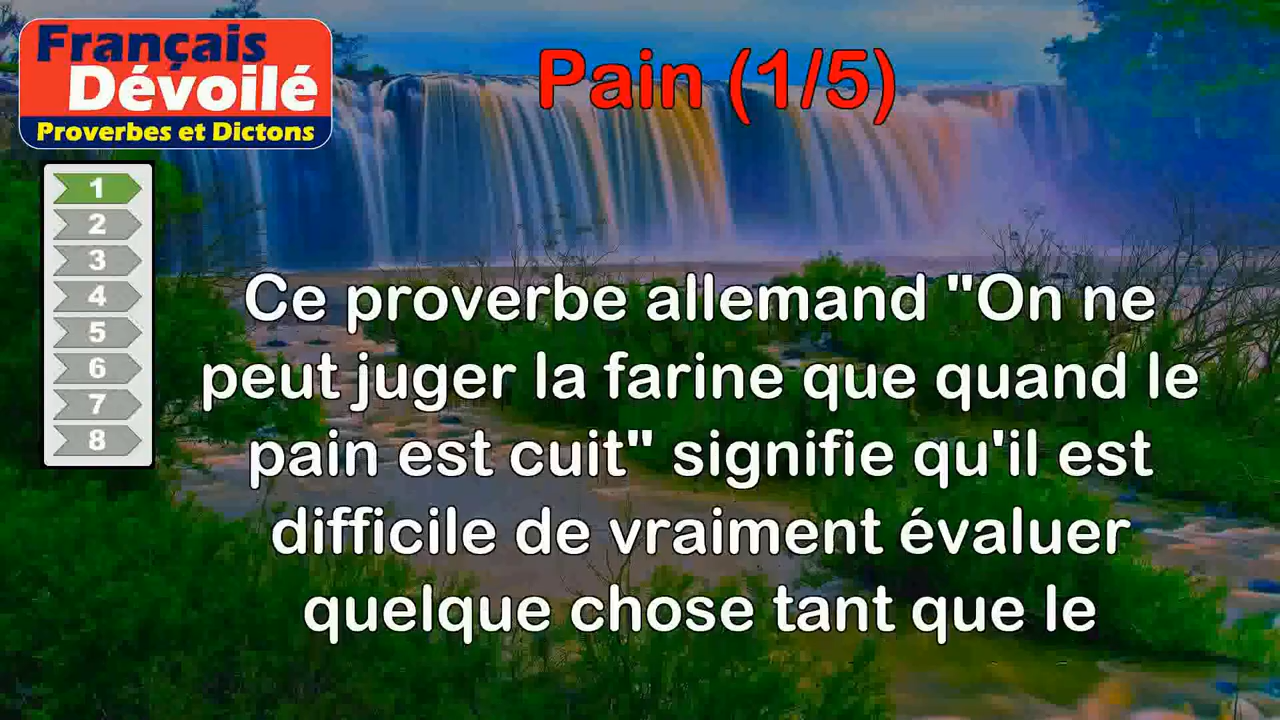 Français
Dévoilé
Proverbes et Dictons
Pain (1/5)
1
2
3
4
5
6
7
8
Ce proverbe allemand "On ne
peut juger la farine que quand le
pain est cuit" signifie qu'il est
difficile de vraiment évaluer
quelque chose tant que le